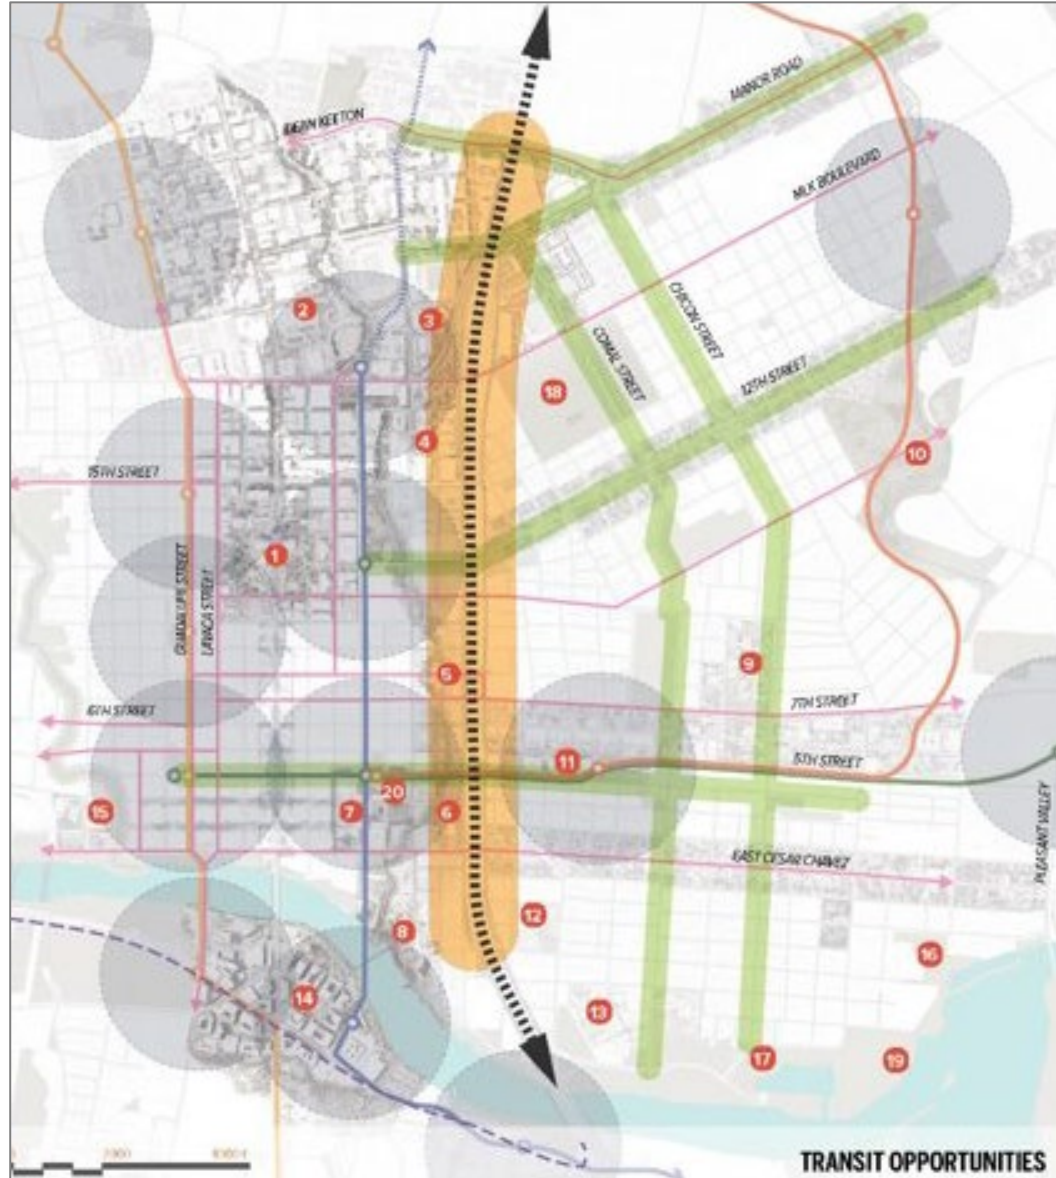 DEAN KEETON
MANOR ROAD
MLK BOULEVARD
2
3
CHICON STREET
COMAL STREET
12TH STREET
18
4
10
15TH STREET
1
GUADALUPE STREET
LAVACA STREET
9
5
7TH STREET
6TH STREET
11
5TH STREET
20
15
7
6
PLEASANT VALLEY
EAST CESAR CHAVEZ
12
8
16
14
13
17
19
TRANSIT OPPORTUNITIES